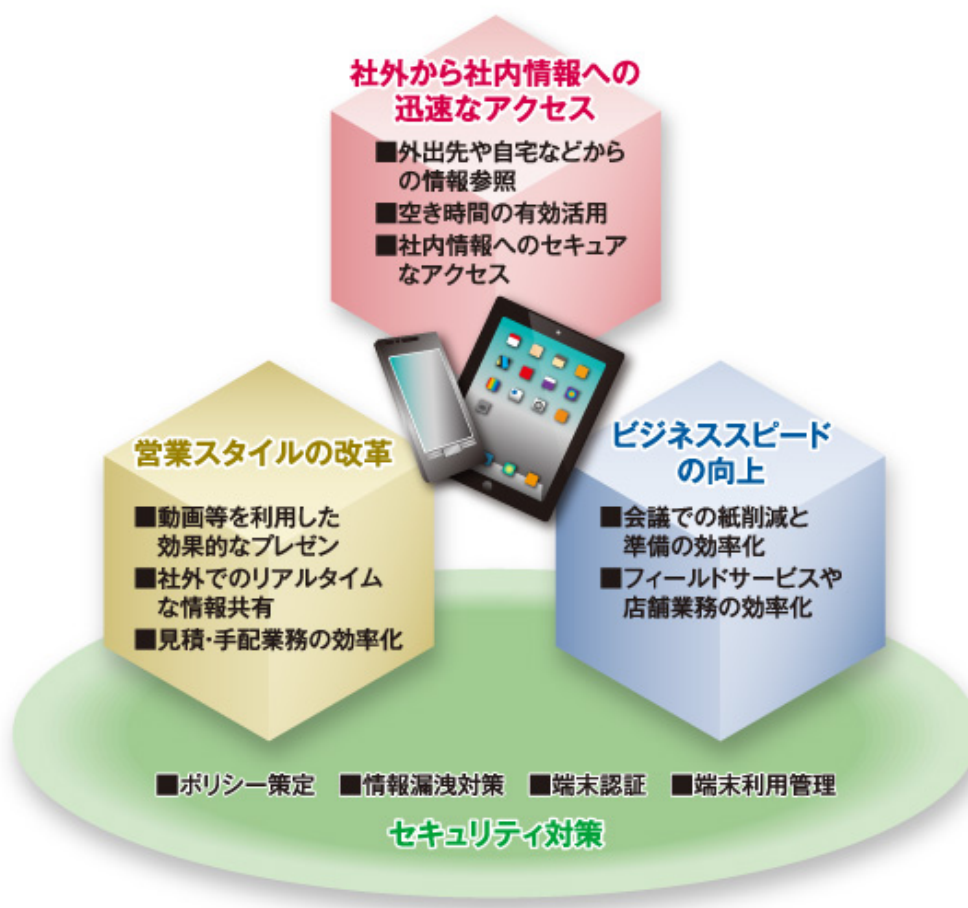 社外から社内情報への
迅速なアクセス
■外出先や自宅などから
の情報参照
■空き時間の有効活用
■社内情報へのセキュア
なアクセス
営業スタイルの改革
■動画等を利用した
効果的なプレゼン
■社外でのリアルタイム
な情報共有
■見積・手配業務の効率化
ビジネススピード
の向上
■会議での紙削減と
準備の効率化
■フィールドサービスや
店舗業務の効率化
■ポリシー策定 ■情報漏洩対策 ■端末認証 ■端末利用管理
セキュリティ対策